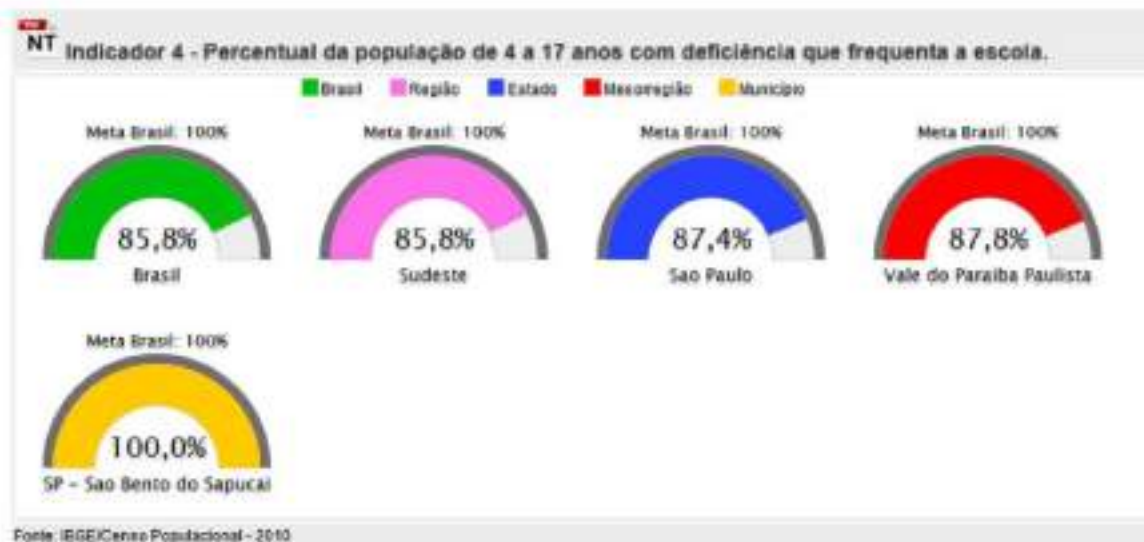 NT Indicador 4 - Percentual da população de 4 a 17 anos com deficiência que frequenta a escola.
Brasil Região Estado Mesorregião Município
Meta Brasil: 100% Meta Brasil: 100% Meta Brasil: 100% Meta Brasil: 100%
85,8% 85,8% 87,4% 87,8%
Brasil Sudeste Sao Paulo Vale do Paraiba Paulista
Meta Brasil: 100%
100,0%
SP - Sao Bento do Sapucai
Fonte: IBGE/Censo Populacional - 2010